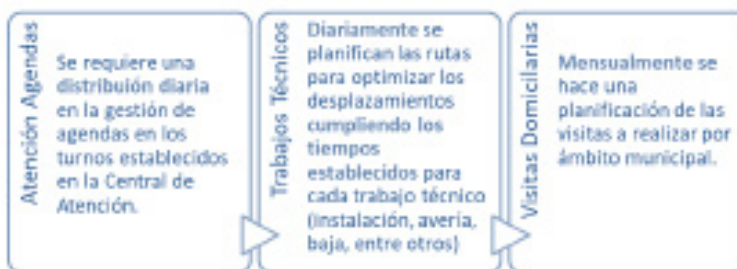 Atención Agendas
Se requiere una
distribuión diaria
en la gestión de
agendas en los
turnos establecidos
en la Central de
Atención.
Trabajos Técnicos
Diariamente se
planifican las rutas
para optimizar los
desplazamientos
cumpliendo los
tiempos
establecidos para
cada trabajo técnico
(instalación, avería,
baja, entre otros)
Visitas Domiciliarias
Mensualmente se
hace una
planificación de las
visitas a realizar por
ámbito municipal.